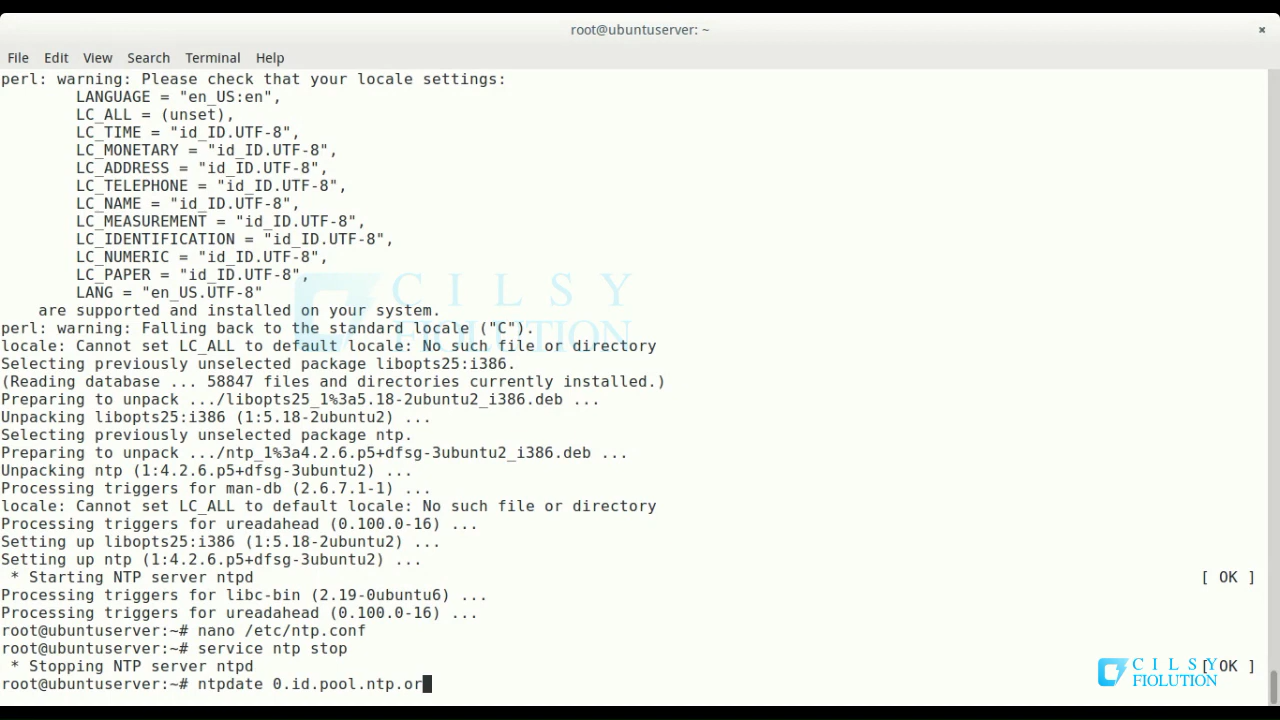 root@ubuntuserver: ~
×
File Edit View Search Terminal Help
perl: warning: Please check that your locale settings:
LANGUAGE = "en_US:en",
LC_ALL = (unset),
LC_TIME = "id_ID.UTF-8",
LC_MONETARY = "id_ID.UTF-8",
LC_ADDRESS = "id_ID.UTF-8",
LC_TELEPHONE = "id_ID.UTF-8",
LC_NAME = "id_ID.UTF-8",
LC_MEASUREMENT = "id_ID.UTF-8",
LC_IDENTIFICATION = "id_ID.UTF-8",
LC_NUMERIC = "id_ID.UTF-8",
LC_PAPER = "id_ID.UTF-8",
LANG = "en_US.UTF-8"
are supported and installed on your system.
perl: warning: Falling back to the standard locale ("C").
locale: Cannot set LC_ALL to default locale: No such file or directory
Selecting previously unselected package libopts25:i386.
(Reading database ... 58847 files and directories currently installed.)
Preparing to unpack .../libopts25_1%3a5.18-2ubuntu2_i386.deb ...
Unpacking libopts25:i386 (1:5.18-2ubuntu2) ...
Selecting previously unselected package ntp.
Preparing to unpack .../ntp_1%3a4.2.6.p5+dfsg-3ubuntu2_i386.deb ...
Unpacking ntp (1:4.2.6.p5+dfsg-3ubuntu2) ...
Processing triggers for man-db (2.6.7.1-1) ...
locale: Cannot set LC_ALL to default locale: No such file or directory
Processing triggers for ureadahead (0.100.0-16) ...
Setting up libopts25:i386 (1:5.18-2ubuntu2) ...
Setting up ntp (1:4.2.6.p5+dfsg-3ubuntu2) ...
* Starting NTP server ntpd [ OK ]
Processing triggers for libc-bin (2.19-0ubuntu6) ...
Processing triggers for ureadahead (0.100.0-16) ...
root@ubuntuserver:~# nano /etc/ntp.conf
root@ubuntuserver:~# service ntp stop
* Stopping NTP server ntpd [ OK ]
root@ubuntuserver:~# ntpdate 0.id.pool.ntp.or
CILSY
FIOLUTION
CILSY
FIOLUTION